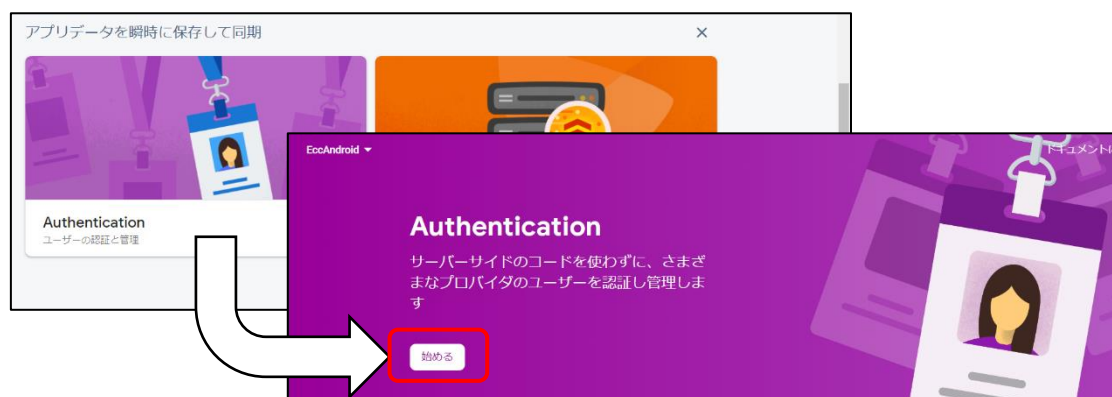 アプリデータを瞬時に保存して同期
Authentication
ユーザーの認証と管理
EccAndroid
ドキュメントに
Authentication
サーバーサイドのコードを使わずに、さまざ
まなプロバイダのユーザーを認証し管理しま
す
始める